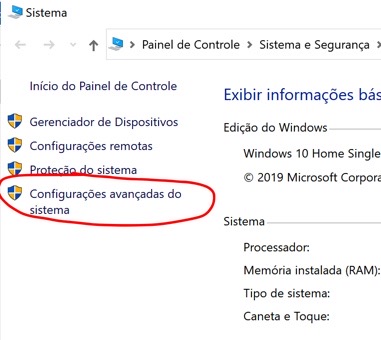 Sistema
Painel de Controle > Sistema e Segurança >
Início do Painel de Controle
Gerenciador de Dispositivos
Configurações remotas
Proteção do sistema
Configurações avançadas do
sistema
Exibir informações
Edição do Windows
Windows 10 Home Single
© 2019 Microsoft
Sistema
Processador:
Memória instalada (RAM):
Tipo de sistema:
Caneta e Toque: